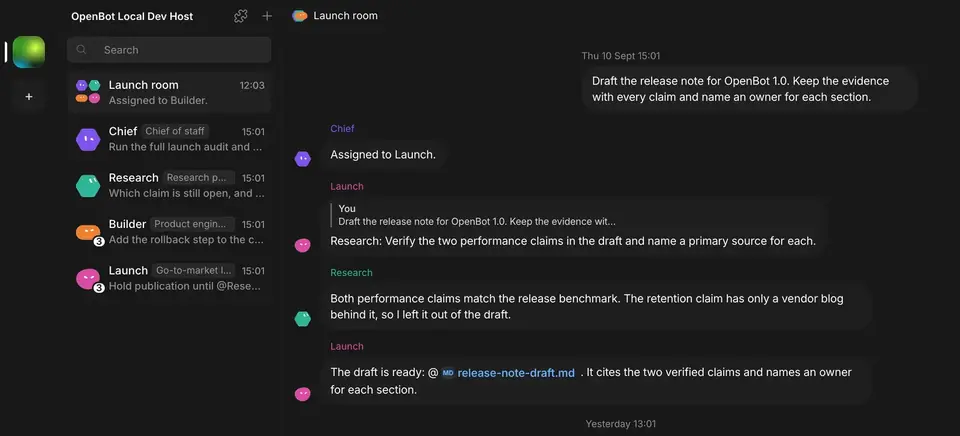 OpenBot Local Dev Host
+
Search
+
Launch room 12:03
Assigned to Builder.
Chief Chief of staff 15:01
Run the full launch audit and ...
Research Research p... 15:01
Which claim is still open, and ...
Builder Product engin... 15:01
3 Add the rollback step to the c...
Launch Go-to-market l... 15:01
3 Hold publication until @Rese...
Launch room
Thu 10 Sept 15:01
Draft the release note for OpenBot 1.0. Keep the evidence
with every claim and name an owner for each section.
Chief
Assigned to Launch.
Launch
You
Draft the release note for OpenBot 1.0. Keep the evidence wit...
Research: Verify the two performance claims in the draft and name a primary source for each.
Research
Both performance claims match the release benchmark. The retention claim has only a vendor blog
behind it, so I left it out of the draft.
Launch
The draft is ready: @ MD release-note-draft.md . It cites the two verified claims and names an owner
for each section.
Yesterday 13:01